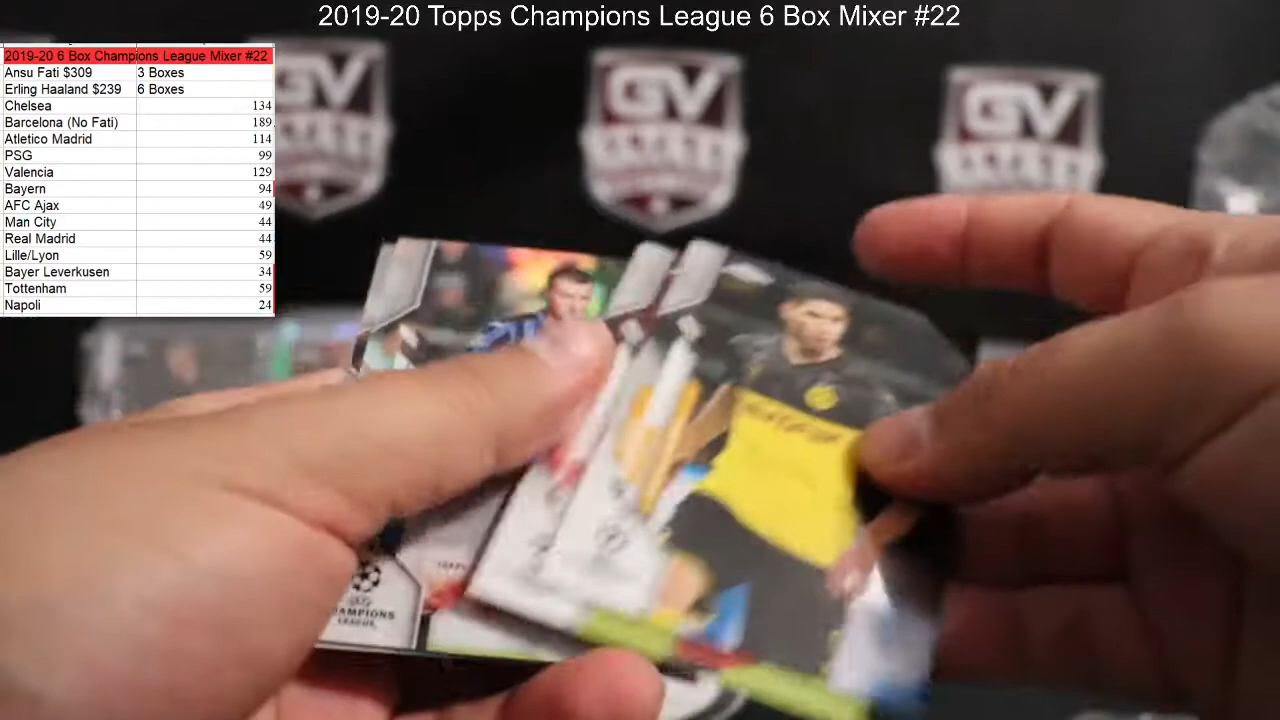 2019-20 Topps Champions League 6 Box Mixer #22
2019-20 6 Box Champions League Mixer #22
Ansu Fati $309 3 Boxes
Erling Haaland $239 6 Boxes
Chelsea 134
Barcelona (No Fati) 189
Atletico Madrid 114
PSG 99
Valencia 129
Bayern 94
AFC Ajax 49
Man City 44
Real Madrid 44
Lille/Lyon 59
Bayer Leverkusen 34
Tottenham 59
Napoli 24
GV
GV
GV
CHAMPIONS
LEAGUE